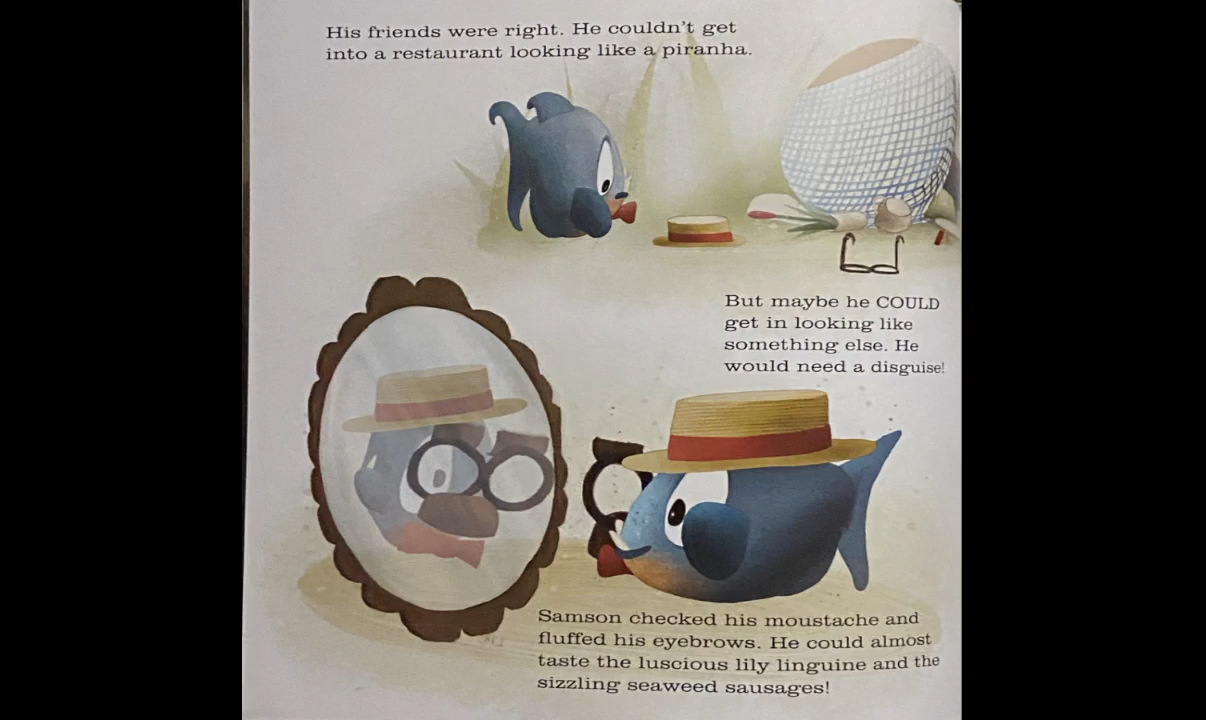 His friends were right. He couldn't get
into a restaurant looking like a piranha.
But maybe he COULD
get in looking like
something else. He
would need a disguise!
Samson checked his moustache and
fluffed his eyebrows. He could almost
taste the luscious lily linguine and the
sizzling seaweed sausages!